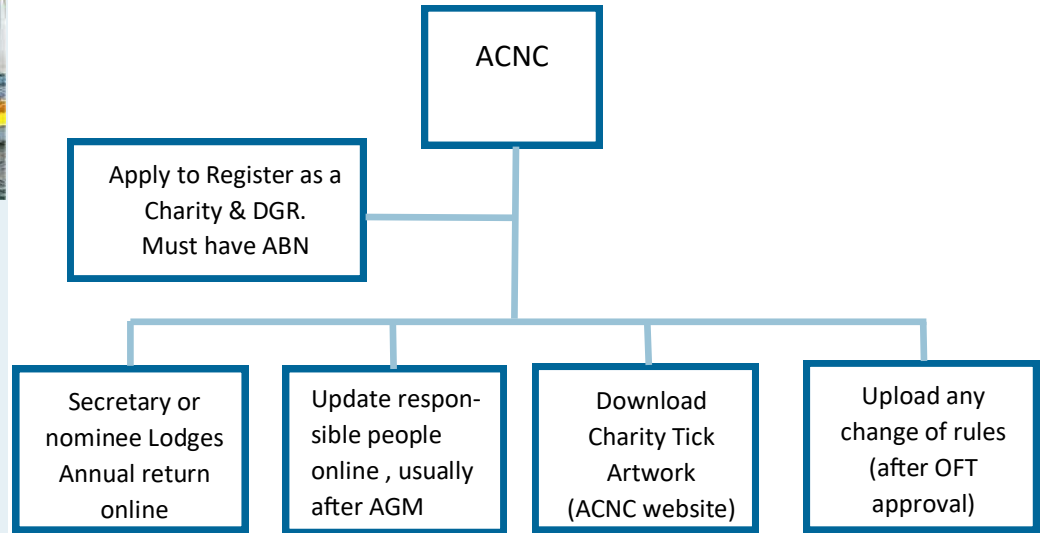 ACNC
Apply to Register as a
Charity & DGR.
Must have ABN
Secretary or
nominee Lodges
Annual return
online
Update respon-
sible people
online , usually
after AGM
Download
Charity Tick
Artwork
(ACNC website)
Upload any
change of rules
(after OFT
approval)